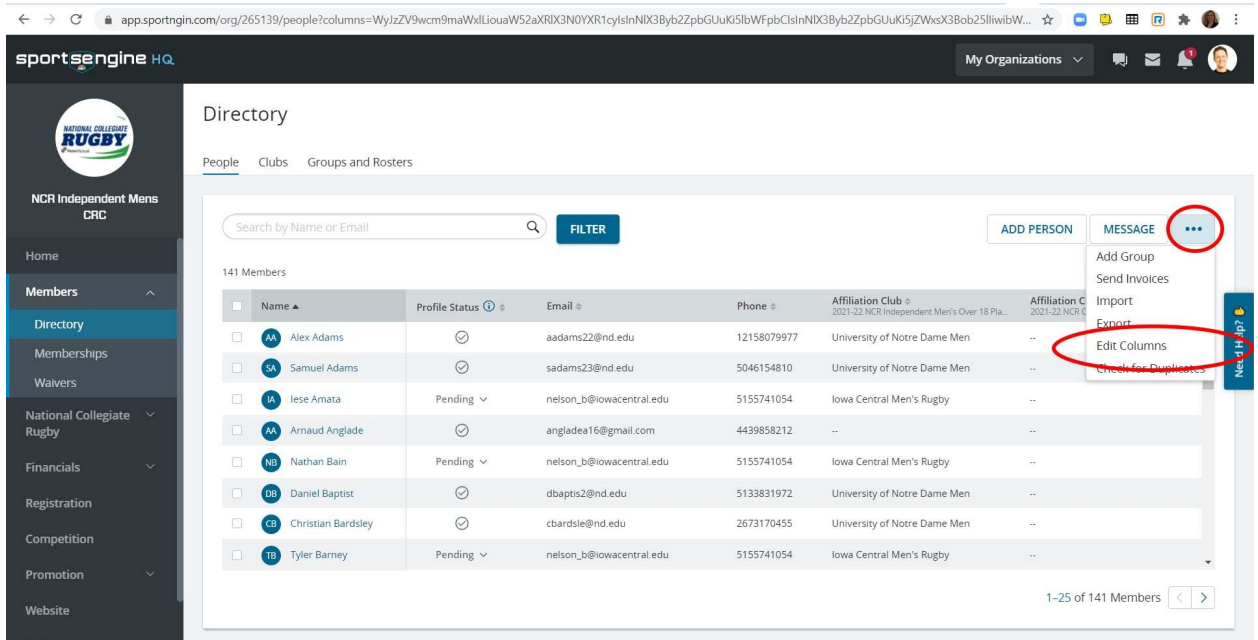 app.sportngin.com/org/265139/people?columns=
sportsengine HQ
My Organizations
1
NATIONAL COLLEGIATE
RUGBY
NCR Independent Mens
CRC
Home
Members
Directory
Memberships
Waivers
National Collegiate
Rugby
Financials
Registration
Competition
Promotion
Website
Directory
People Clubs Groups and Rosters
Search by Name or Email
FILTER
ADD PERSON
MESSAGE
•••
Add Group
Send Invoices
Import
Export
Edit Columns
Check for Duplicates
Need Help?
141 Members
Name Profile Status Email Phone Affiliation Club Affiliation C
2021-22 NCR Independent Men's Over 18 Pla... 2021-22 NCR
AA Alex Adams aadams22@nd.edu 12158079977 University of Notre Dame Men --
SA Samuel Adams sadams23@nd.edu 5046154810 University of Notre Dame Men --
IA Iese Amata Pending nelson_b@iowacentral.edu 5155741054 Iowa Central Men's Rugby --
AA Arnaud Anglade angladea16@gmail.com 4439858212 -- --
NB Nathan Bain Pending nelson_b@iowacentral.edu 5155741054 Iowa Central Men's Rugby --
DB Daniel Baptist dbaptis2@nd.edu 5133831972 University of Notre Dame Men --
CB Christian Bardsley cbardsle@nd.edu 2673170455 University of Notre Dame Men --
TB Tyler Barney Pending nelson_b@iowacentral.edu 5155741054 Iowa Central Men's Rugby --
1–25 of 141 Members